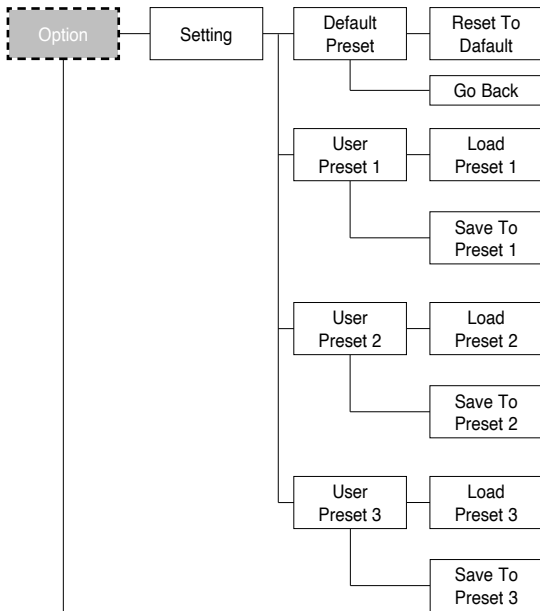 Option
Setting
Default
Preset
Reset To
Dafault
Go Back
User
Preset 1
Load
Preset 1
Save To
Preset 1
User
Preset 2
Load
Preset 2
Save To
Preset 2
User
Preset 3
Load
Preset 3
Save To
Preset 3